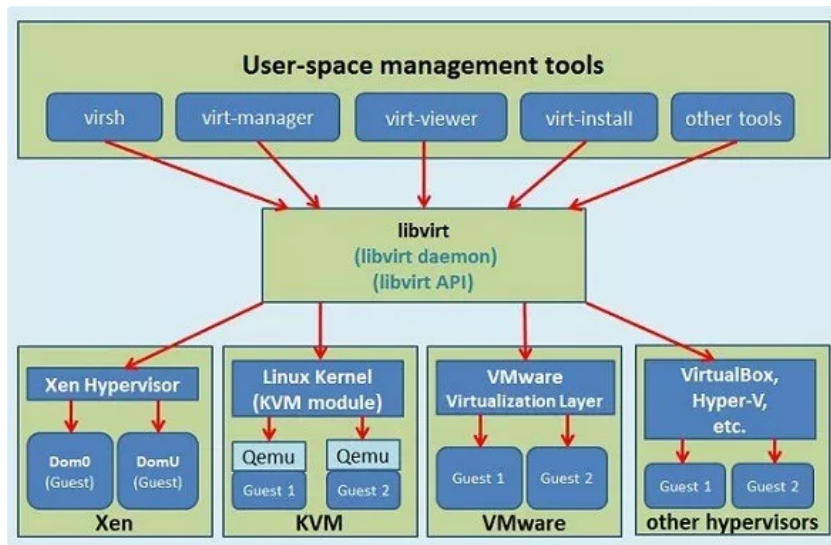 User-space management tools
virsh
virt-manager
virt-viewer
virt-install
other tools
libvirt
(libvirt daemon)
(libvirt API)
Xen Hypervisor
Dom0
(Guest)
DomU
(Guest)
Xen
Linux Kernel
(KVM module)
Qemu
Guest 1
Qemu
Guest 2
KVM
VMware
Virtualization Layer
Guest 1
Guest 2
VMware
VirtualBox,
Hyper-V,
etc.
Guest 1
Guest 2
other hypervisors